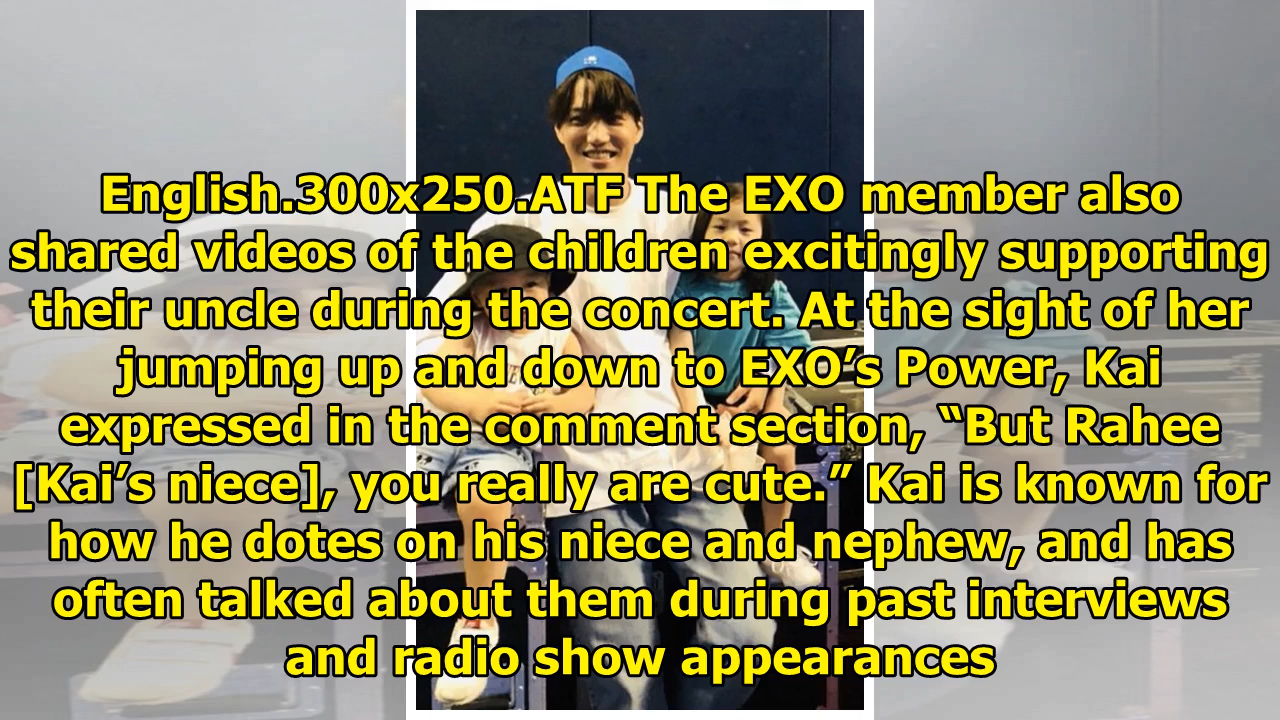 English.300x250.ATF The EXO member also
shared videos of the children excitingly supporting
their uncle during the concert. At the sight of her
jumping up and down to EXO’s Power, Kai
expressed in the comment section, “But Rahee
[Kai’s niece], you really are cute.” Kai is known for
how he dotes on his niece and nephew, and has
often talked about them during past interviews
and radio show appearances